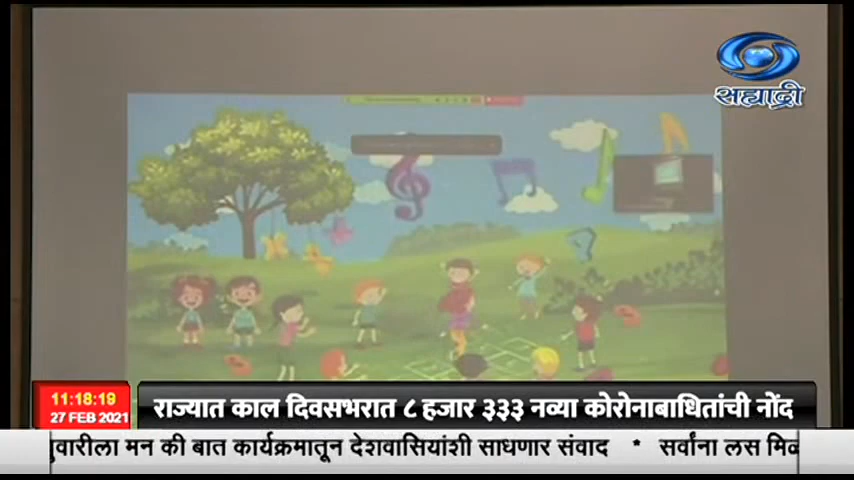 सह्याद्री
11:18:19
27 FEB 2021
राज्यात काल दिवसभरात ८ हजार ३३३ नव्या कोरोनाबाधितांची नोंद
मन की बात कार्यक्रमातून देशवासियांशी साधणार संवाद * सर्वांना लस